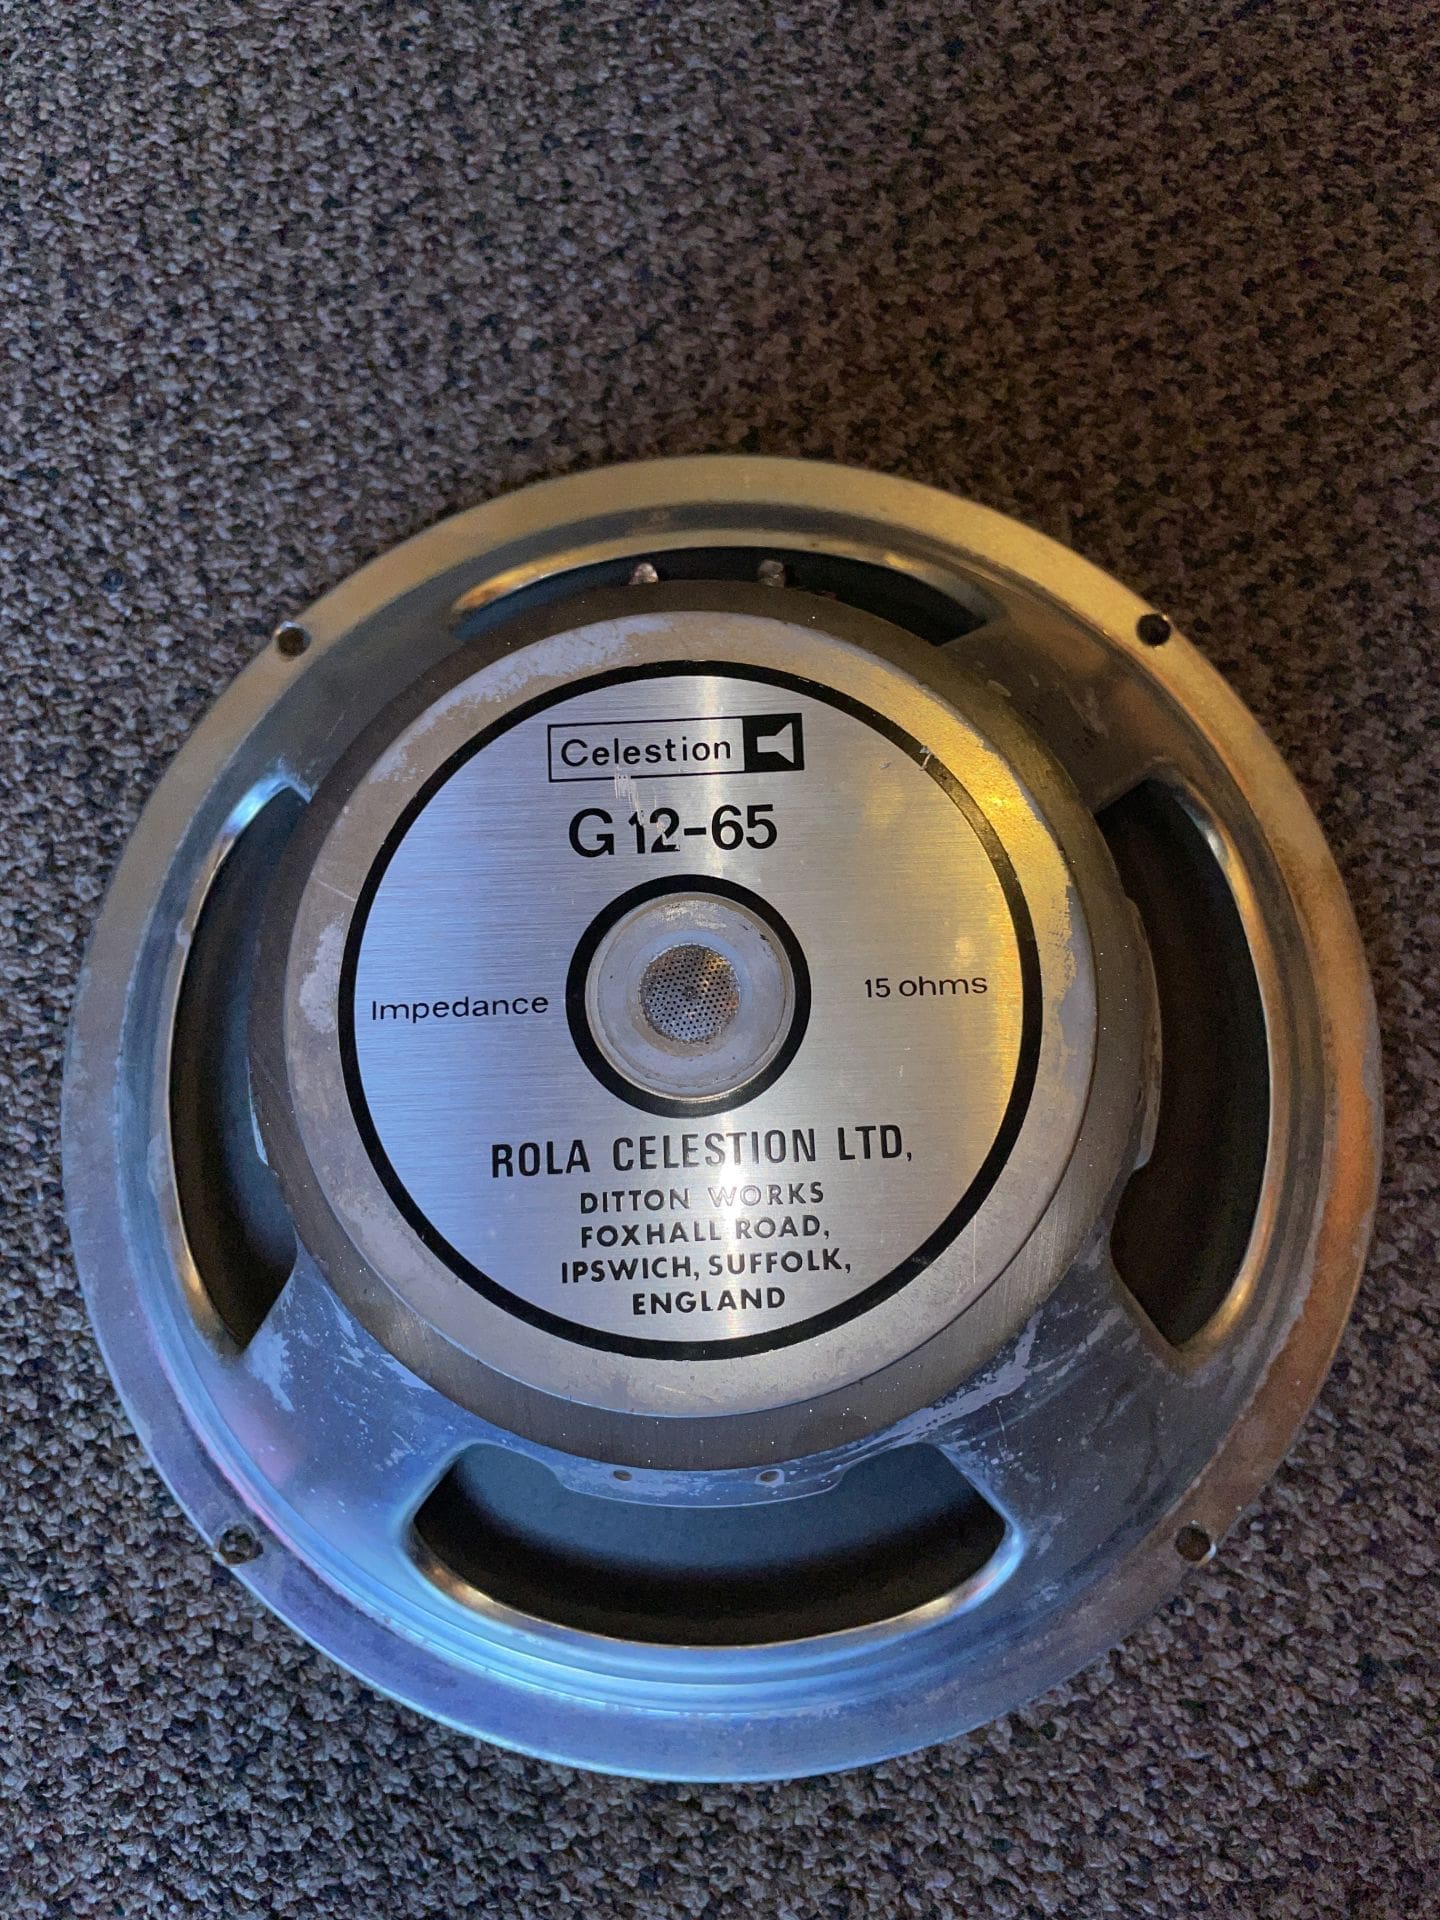 Celestion
G12-65
Impedance 15 ohms
ROLA CELESTION LTD,
DITTON WORKS
FOXHALL ROAD,
IPSWICH, SUFFOLK,
ENGLAND